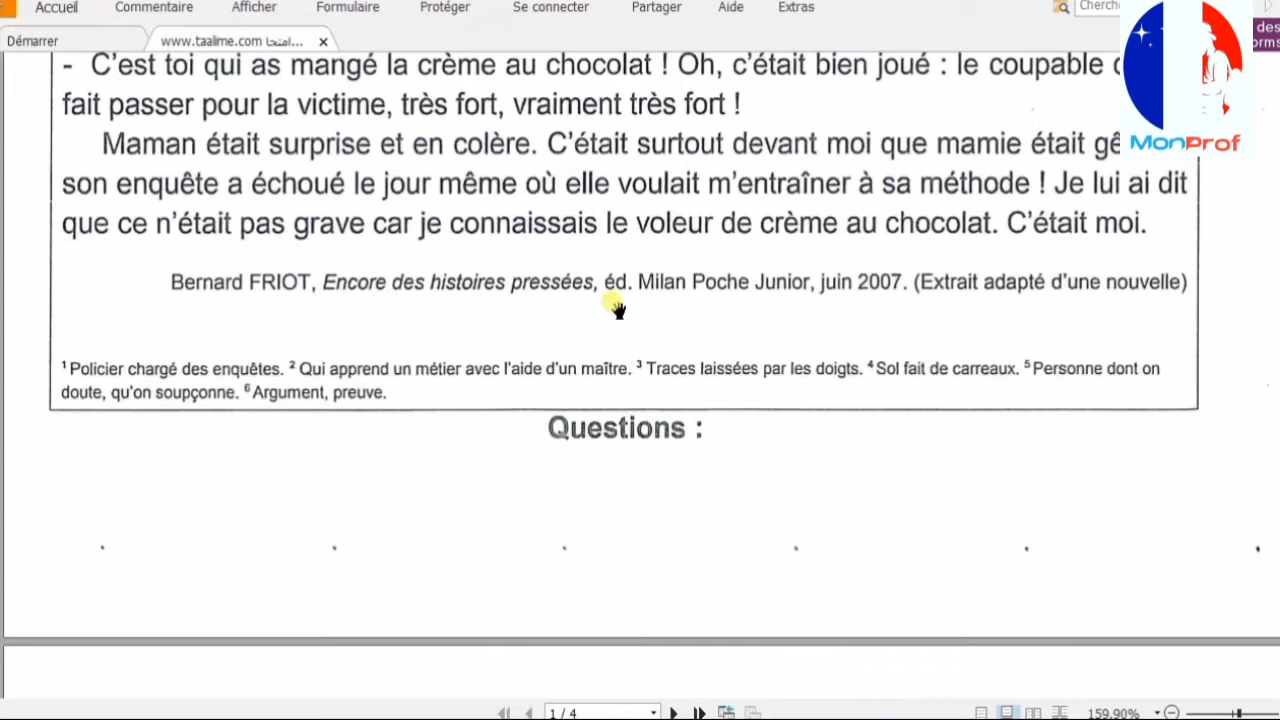 Accueil Commentaire Afficher Formulaire Protéger Se connecter Partager Aide Extras Cherche
des
Démarrer www.taalime.com امتحا... ×
orms
- C'est toi qui as mangé la crème au chocolat ! Oh, c'était bien joué : le coupable
fait passer pour la victime, très fort, vraiment très fort !
MonProf
Maman était surprise et en colère. C'était surtout devant moi que mamie était gê
son enquête a échoué le jour même où elle voulait m'entraîner à sa méthode ! Je lui ai dit
que ce n'était pas grave car je connaissais le voleur de crème au chocolat. C'était moi.
Bernard FRIOT, Encore des histoires pressées, éd. Milan Poche Junior, juin 2007. (Extrait adapté d'une nouvelle)
¹ Policier chargé des enquêtes. ² Qui apprend un métier avec l'aide d'un maître. ³ Traces laissées par les doigts. ⁴ Sol fait de carreaux. ⁵ Personne dont on
doute, qu'on soupçonne. ⁶ Argument, preuve.
Questions :
1 / 4 159,90%